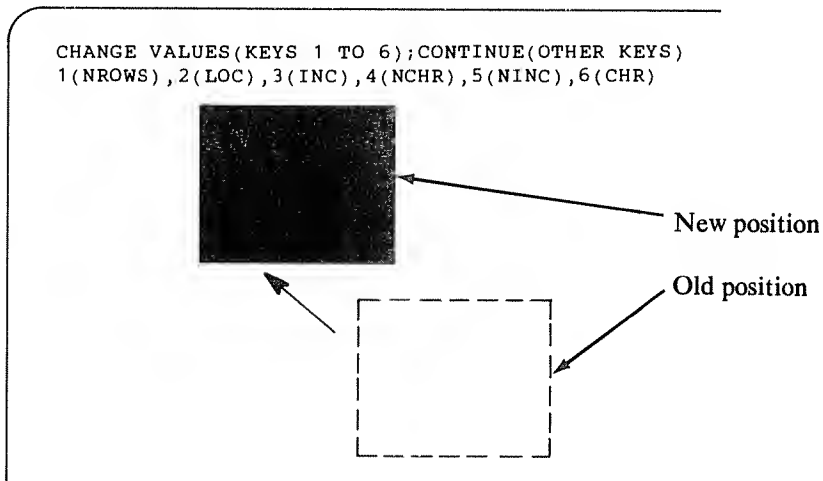 CHANGE VALUES(KEYS 1 TO 6);CONTINUE(OTHER KEYS)
1(NROWS),2(LOC),3(INC),4(NCHR),5(NINC),6(CHR)
New position
Old position